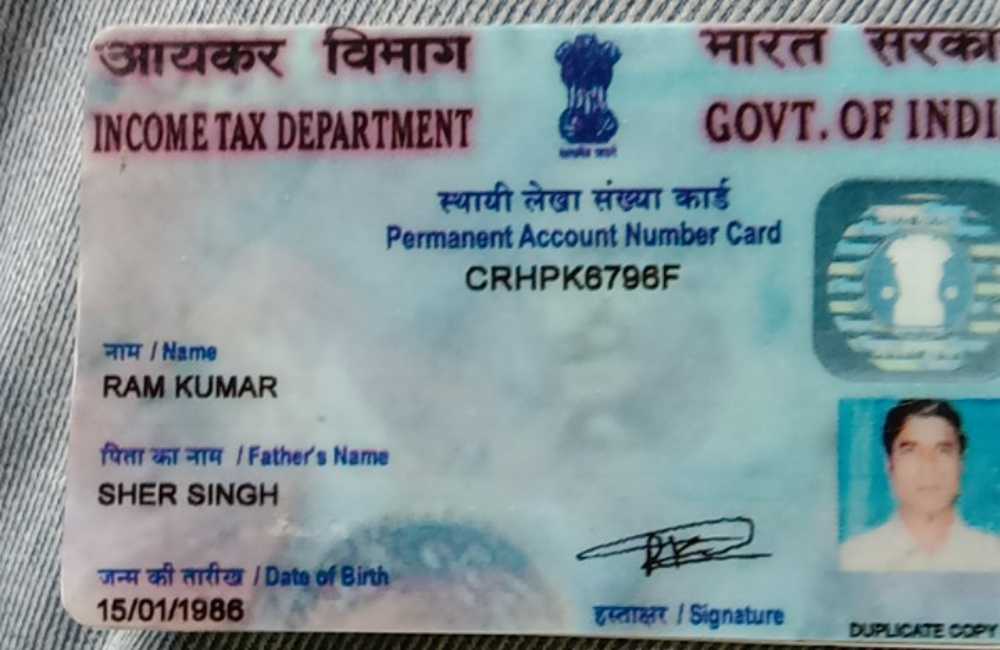 आयकर विभाग
INCOME TAX DEPARTMENT
भारत सरका
GOVT. OF INDI
स्थायी लेखा संख्या कार्ड
Permanent Account Number Card
CRHPK6796F
नाम / Name
RAM KUMAR
पिता का नाम / Father's Name
SHER SINGH
जन्म की तारीख / Date of Birth
15/01/1986
हस्ताक्षर / Signature
DUPLICATE COPY